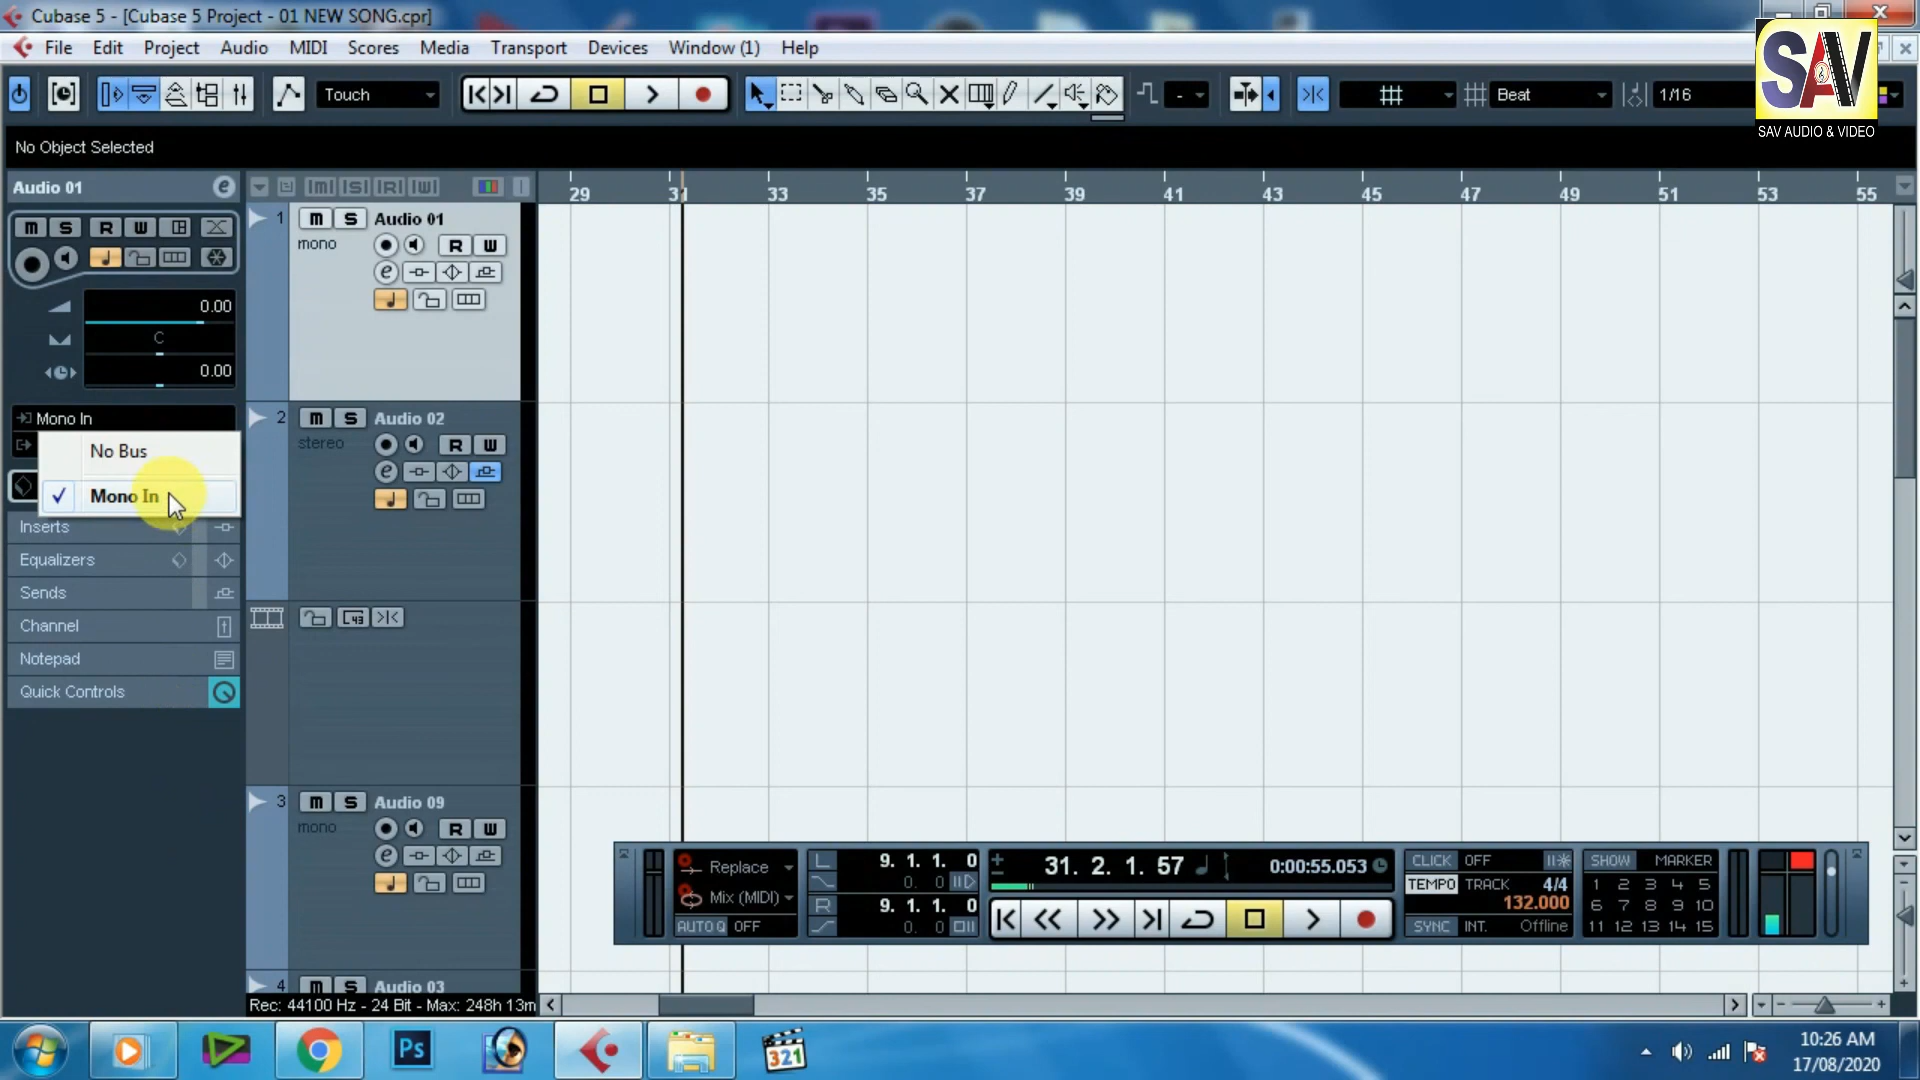 Cubase 5 - [Cubase 5 Project - 01 NEW SONG.cpr]
File Edit Project Audio MIDI Scores Media Transport Devices Window (1) Help
Touch - Beat 1/16
SAV
SAV AUDIO & VIDEO
No Object Selected
Audio 01 e
M S R W
29 31 33 35 37 39 41 43 45 47 49 51 53 55
1 m S Audio 01
mono R W
e
m S R W
0.00
C
0.00
Mono In
No Bus
Mono In
Inserts
Equalizers
Sends
Channel
Notepad
Quick Controls
2 m S Audio 02
stereo R W
e
43
3 m S Audio 09
mono R W
e
4 m S Audio 03
Replace
Mix (MIDI)
AUTO Q OFF
L 9. 1. 1. 0
0. 0
R 9. 1. 1. 0
0. 0
31. 2. 1. 57 0:00:55.053
CLICK OFF
TEMPO TRACK 4/4
132.000
SYNC INT. Offline
SHOW MARKER
1 2 3 4 5
6 7 8 9 10
11 12 13 14 15
Rec: 44100 Hz - 24 Bit - Max: 248h 13m
Ps
321
10:26 AM
17/08/2020